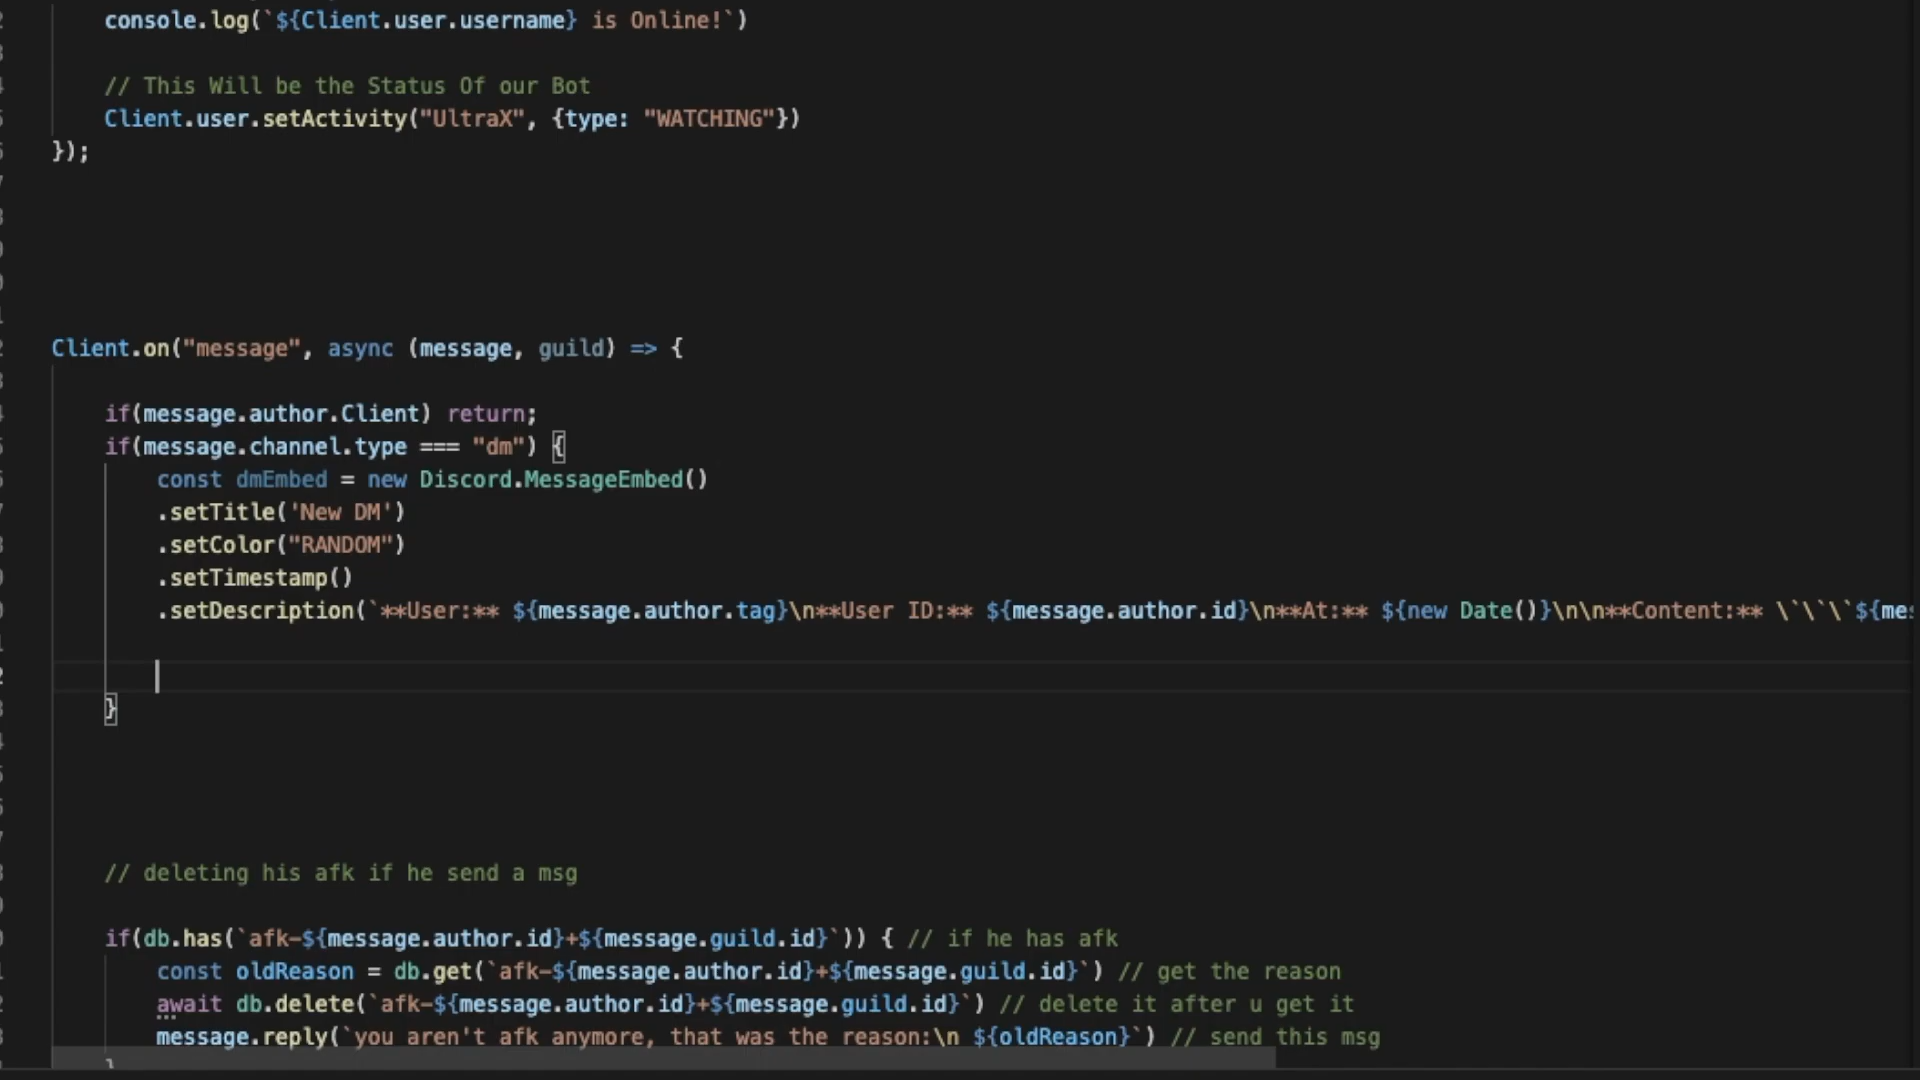 console.log(`${Client.user.username} is Online!`)
// This Will be the Status Of our Bot
Client.user.setActivity("UltraX", {type: "WATCHING"})
});
Client.on("message", async (message, guild) => {
if(message.author.Client) return;
if(message.channel.type === "dm") {
const dmEmbed = new Discord.MessageEmbed()
.setTitle('New DM')
.setColor("RANDOM")
.setTimestamp()
.setDescription(`**User:** ${message.author.tag}\n**User ID:** ${message.author.id}\n**At:** ${new Date()}\n\n**Content:** \`\`\`${mes
}
// deleting his afk if he send a msg
if(db.has(`afk-${message.author.id}+${message.guild.id}`)) { // if he has afk
const oldReason = db.get(`afk-${message.author.id}+${message.guild.id}`) // get the reason
await db.delete(`afk-${message.author.id}+${message.guild.id}`) // delete it after u get it
message.reply(`you aren't afk anymore, that was the reason:\n ${oldReason}`) // send this msg